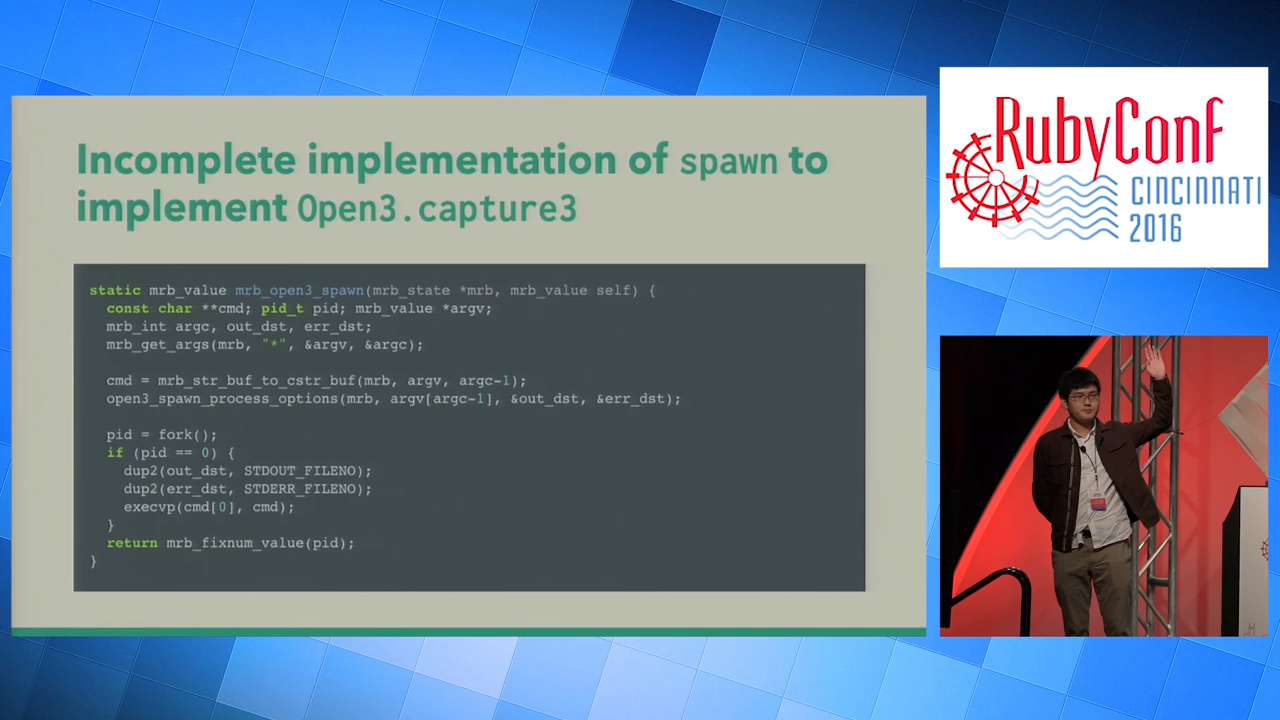 Incomplete implementation of spawn to
implement Open3.capture3
static mrb_value mrb_open3_spawn(mrb_state *mrb, mrb_value self) {
const char **cmd; pid_t pid; mrb_value *argv;
mrb_int argc, out_dst, err_dst;
mrb_get_args(mrb, "*", &argv, &argc);
cmd = mrb_str_buf_to_cstr_buf(mrb, argv, argc-1);
open3_spawn_process_options(mrb, argv[argc-1], &out_dst, &err_dst);
pid = fork();
if (pid == 0) {
dup2(out_dst, STDOUT_FILENO);
dup2(err_dst, STDERR_FILENO);
execvp(cmd[0], cmd);
}
return mrb_fixnum_value(pid);
}
RubyConf
CINCINNATI
2016